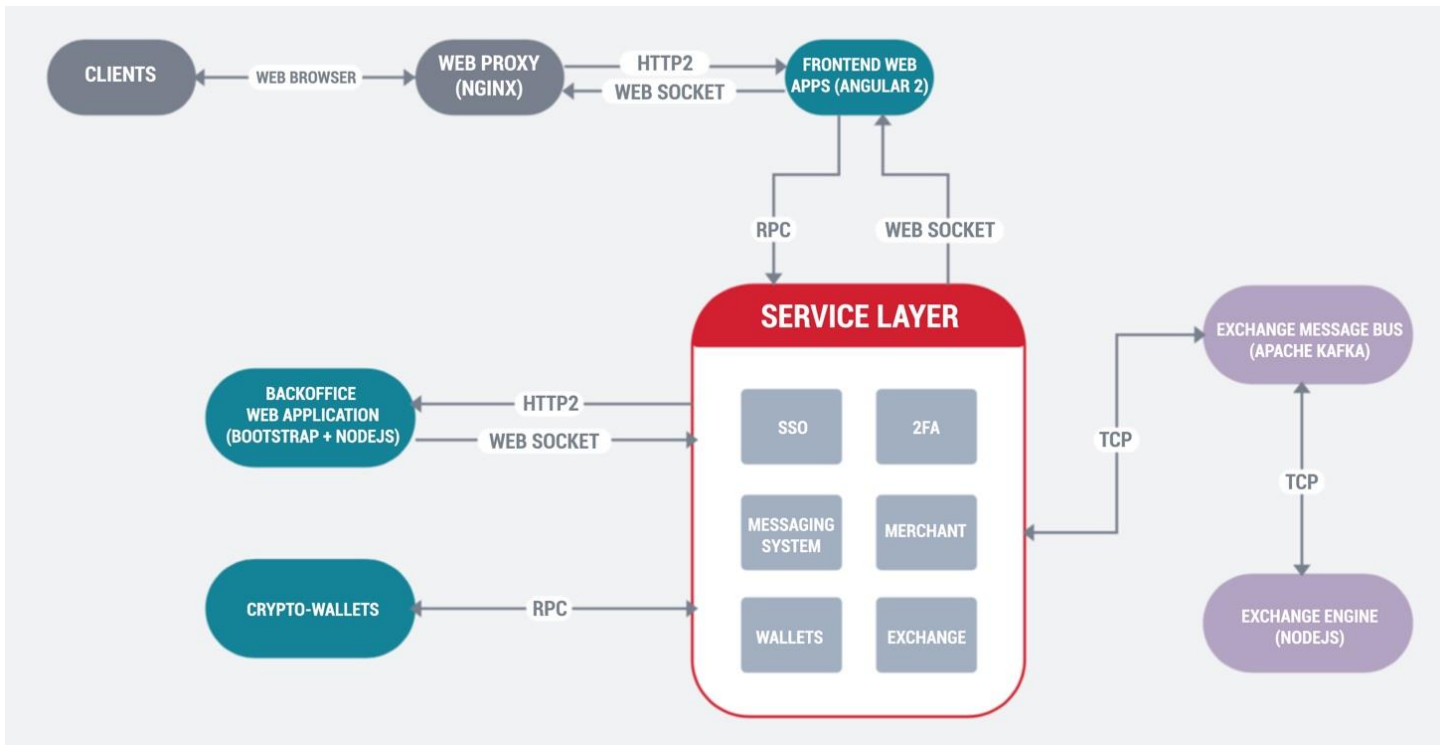 CLIENTS
WEB BROWSER
WEB PROXY
(NGINX)
HTTP2
WEB SOCKET
FRONTEND WEB
APPS (ANGULAR 2)
RPC
WEB SOCKET
SERVICE LAYER
SSO
2FA
MESSAGING
SYSTEM
MERCHANT
WALLETS
EXCHANGE
BACKOFFICE
WEB APPLICATION
(BOOTSTRAP + NODEJS)
HTTP2
WEB SOCKET
CRYPTO-WALLETS
RPC
TCP
EXCHANGE MESSAGE BUS
(APACHE KAFKA)
TCP
EXCHANGE ENGINE
(NODEJS)